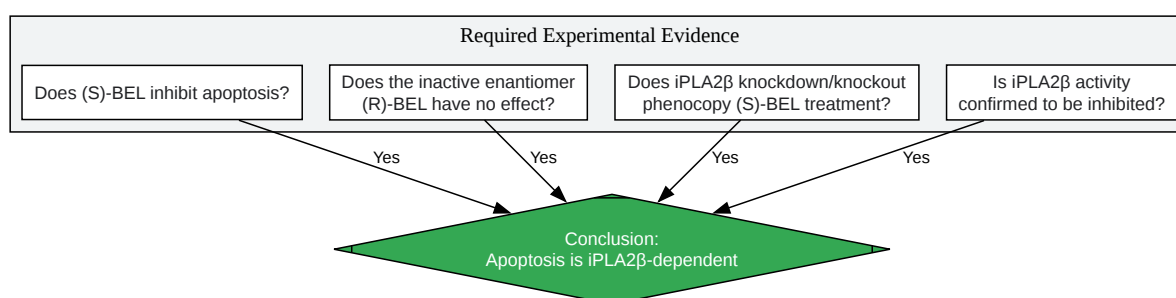 Required Experimental Evidence
Does (S)-BEL inhibit apoptosis?
Does the inactive enantiomer
(R)-BEL have no effect?
Does iPLA2β knockdown/knockout
phenocopy (S)-BEL treatment?
Is iPLA2β activity
confirmed to be inhibited?
Yes
Yes
Yes
Yes
Conclusion:
Apoptosis is iPLA2β-dependent